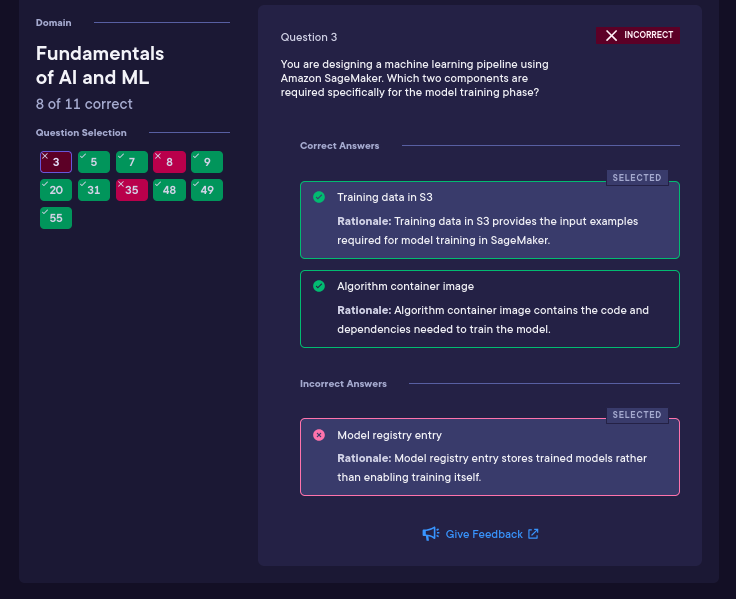 Domain
Fundamentals
of AI and ML
8 of 11 correct
Question Selection
3 5 7 8 9
20 31 35 48 49
55
Question 3
INCORRECT
You are designing a machine learning pipeline using
Amazon SageMaker. Which two components are
required specifically for the model training phase?
Correct Answers
SELECTED
Training data in S3
Rationale: Training data in S3 provides the input examples
required for model training in SageMaker.
Algorithm container image
Rationale: Algorithm container image contains the code and
dependencies needed to train the model.
Incorrect Answers
SELECTED
Model registry entry
Rationale: Model registry entry stores trained models rather
than enabling training itself.
Give Feedback